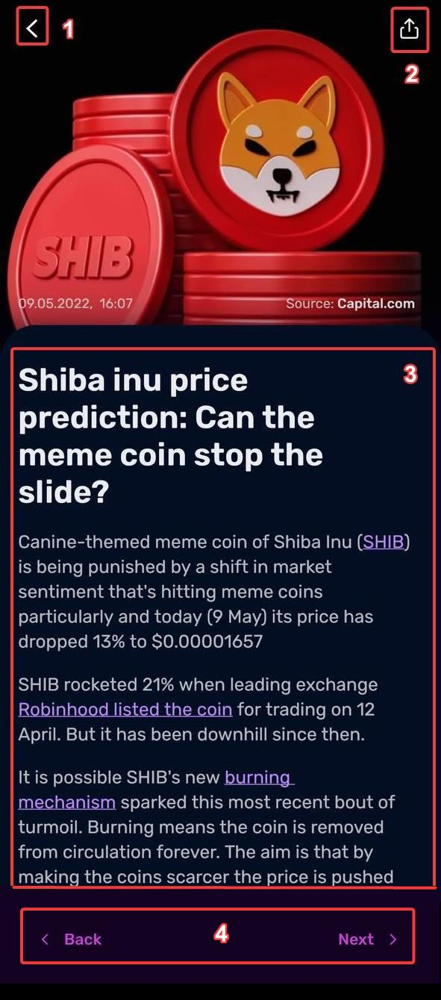 1
2
SHIB
09.05.2022, 16:07
Source: Capital.com
3
Shiba inu price
prediction: Can the
meme coin stop the
slide?
Canine-themed meme coin of Shiba Inu (SHIB)
is being punished by a shift in market
sentiment that's hitting meme coins
particularly and today (9 May) its price has
dropped 13% to $0.00001657
SHIB rocketed 21% when leading exchange
Robinhood listed the coin for trading on 12
April. But it has been downhill since then.
It is possible SHIB's new burning
mechanism sparked this most recent bout of
turmoil. Burning means the coin is removed
from circulation forever. The aim is that by
making the coins scarcer the price is pushed
Back 4 Next